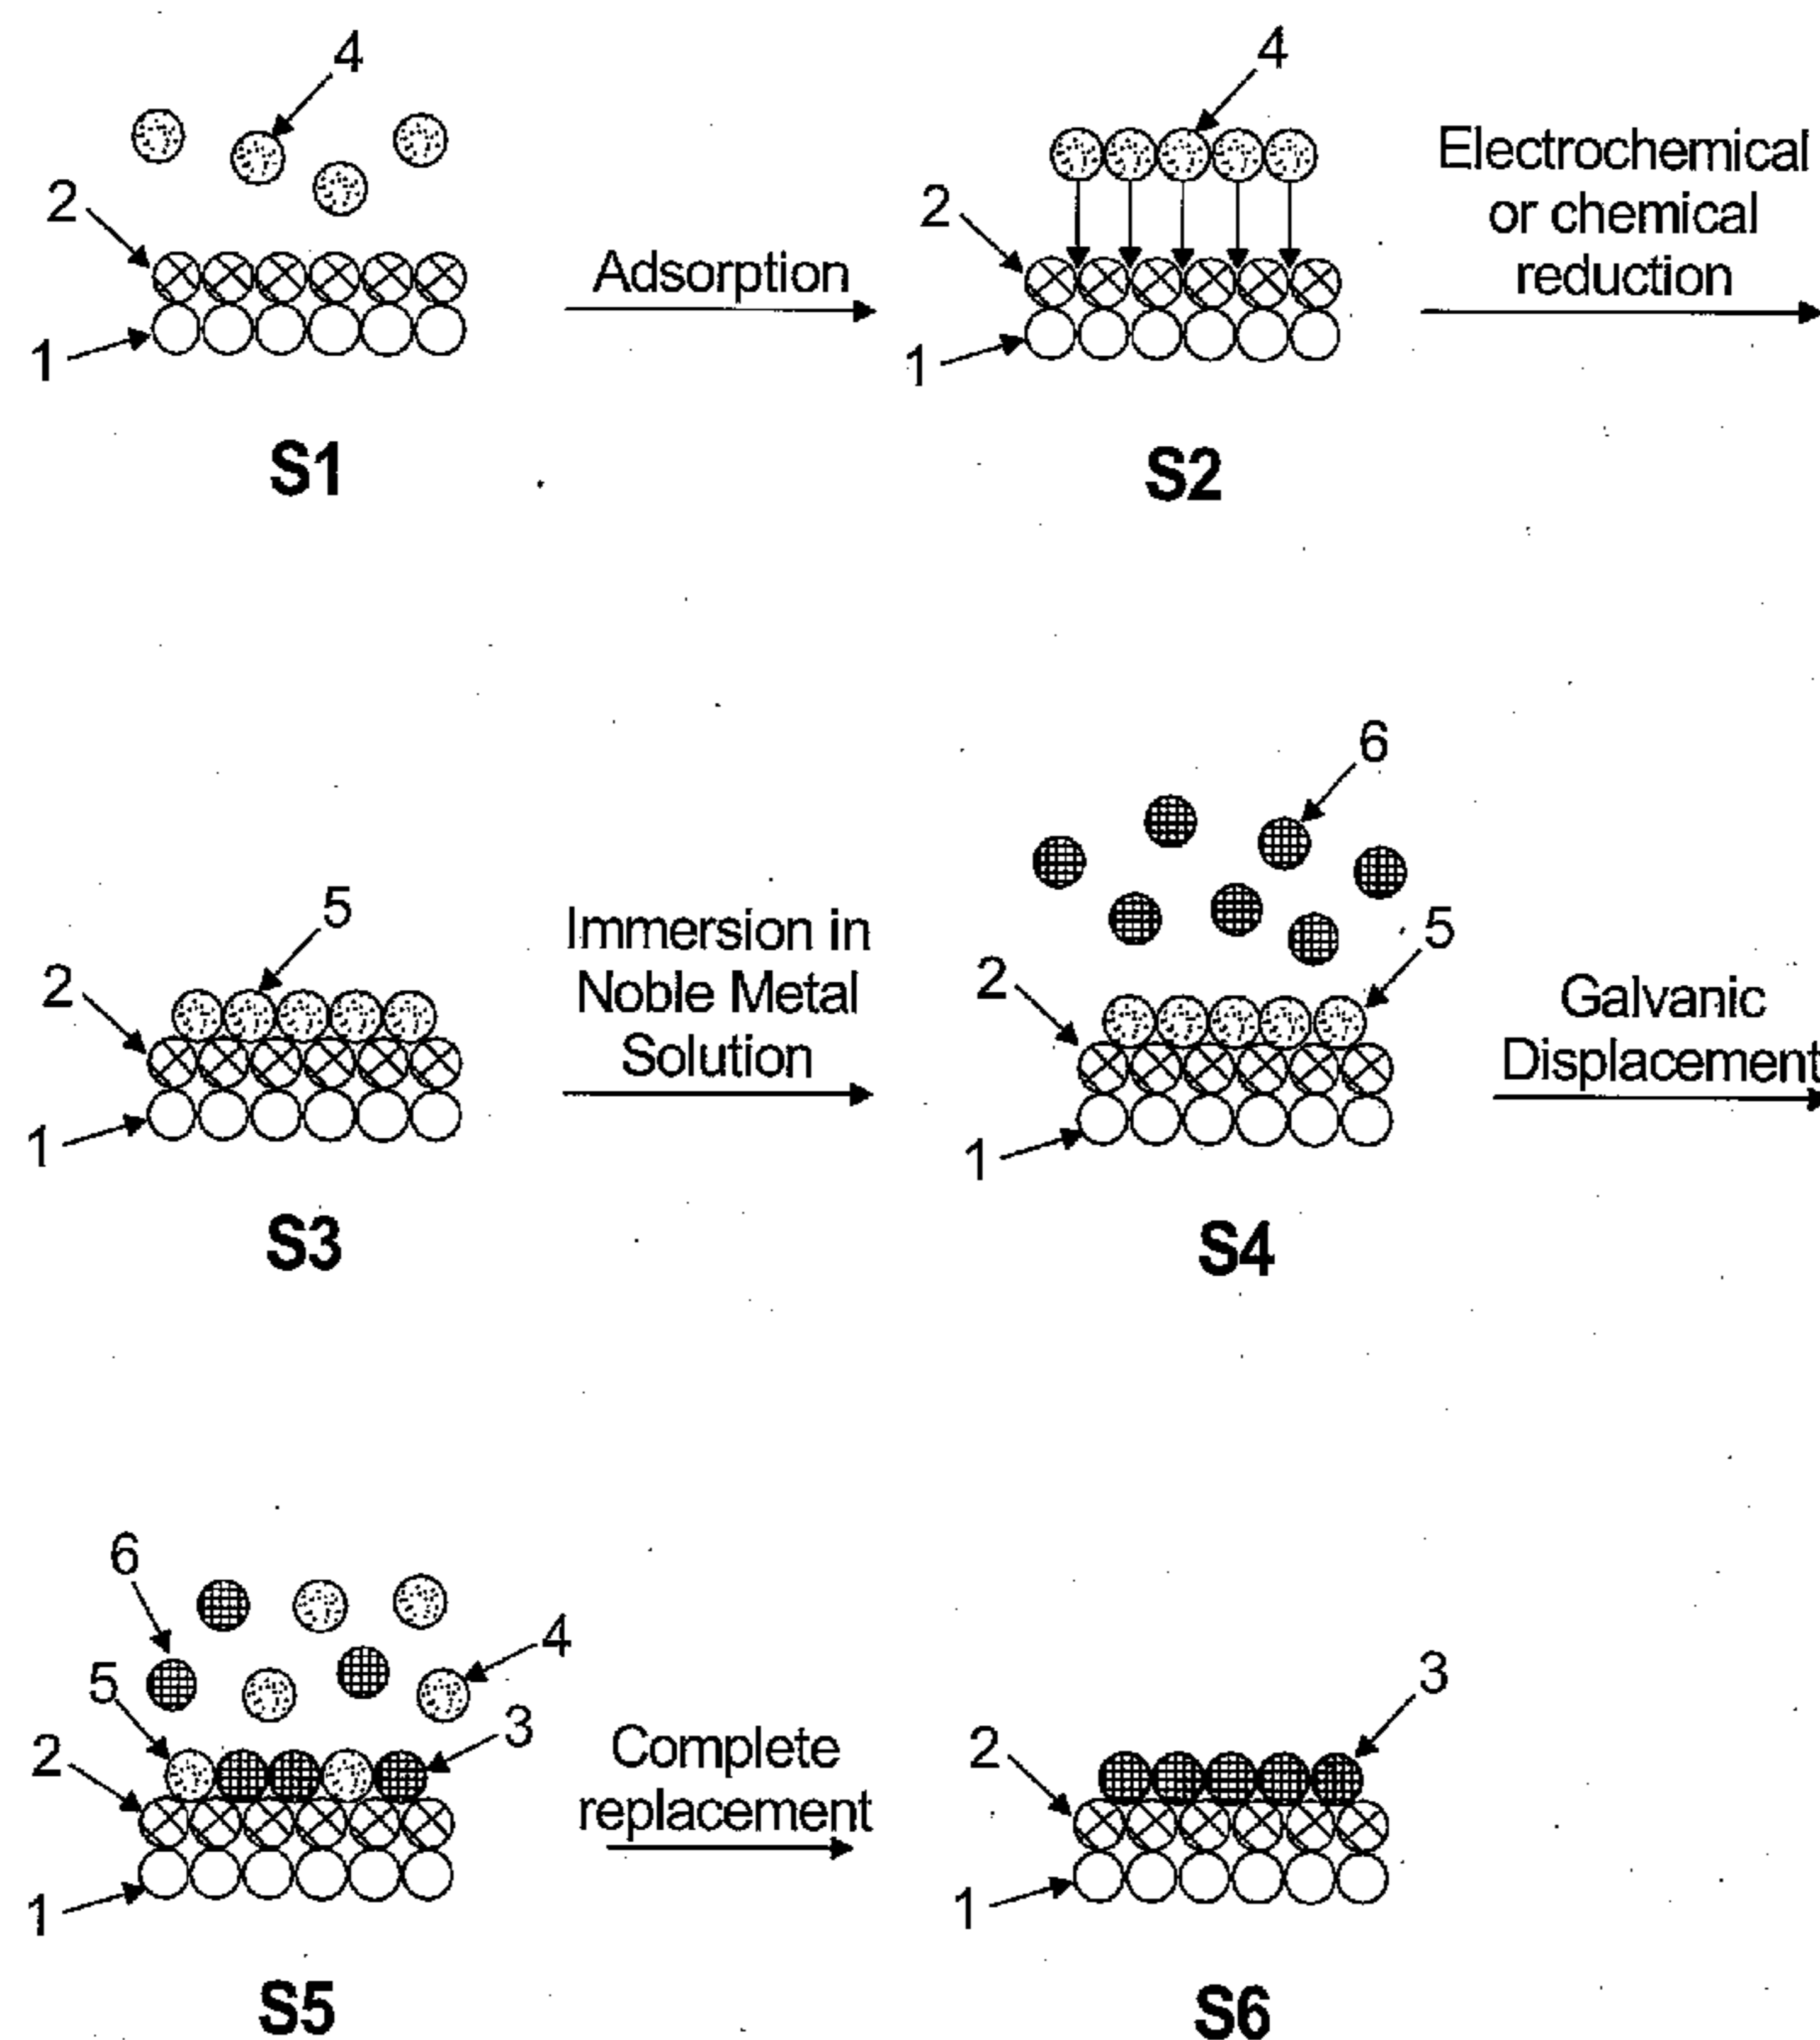 4
2
Adsorption
1
S1
4
2
1
S2
Electrochemical
or chemical
reduction
5
2
1
S3
Immersion in
Noble Metal
Solution
6
5
2
1
S4
Galvanic
Displacement
6
4
5
3
2
1
S5
Complete
replacement
3
2
1
S6